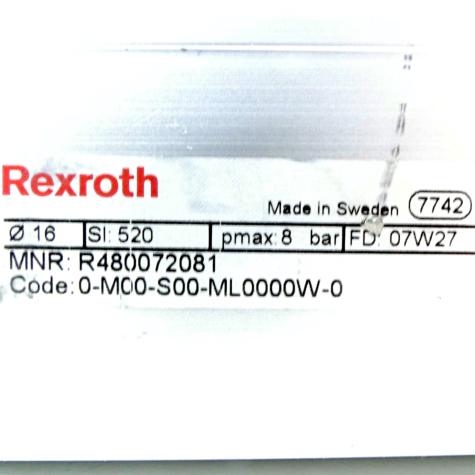 Rexroth
Made in Sweden 7742
Ø 16 SI: 520 pmax: 8 bar FD: 07W27
MNR: R480072081
Code: 0-M00-S00-ML0000W-0